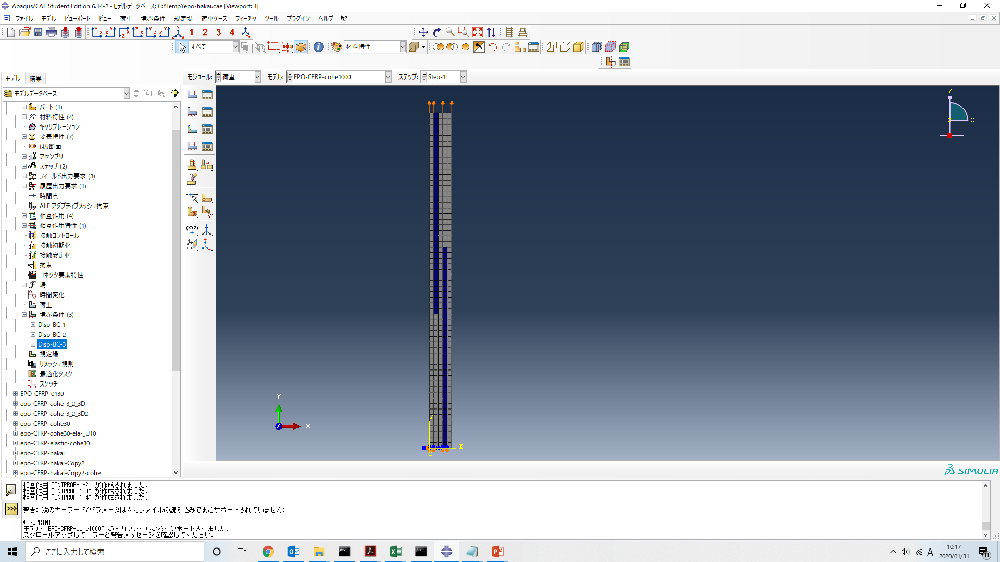 Abaqus/CAE Student Edition 6.14-2 -モデルデータベース: C:¥Temp¥epo-hakai.cae [Viewport: 1]
ファイル モデル ビューポート ビュー 荷重 境界条件 規定場 荷重ケース フィーチャ ツール プラグイン ヘルプ
1 2 3 4
すべて 材料特性
モデル 結果
モジュール: 荷重 モデル: EPO-CFRP-cohe1000 ステップ: Step-1
モデルデータベース
パート (1)
材料特性 (4)
キャリブレーション
要素特性 (7)
はり断面
アセンブリ
ステップ (2)
フィールド出力要求 (3)
履歴出力要求 (1)
時間点
ALE アダプティブメッシュ拘束
相互作用 (4)
相互作用特性 (1)
接触コントロール
接触初期化
接触安定化
拘束
コネクタ要素特性
場
時間変化
荷重
境界条件 (3)
Disp-BC-1
Disp-BC-2
Disp-BC-3
規定場
リメッシュ規則
最適化タスク
スケッチ
EPO-CFRP_0130
epo-CFRP-cohe-3_2_3D
epo-CFRP-cohe-3_2_3D2
epo-CFRP-cohe30
epo-CFRP-cohe30-ela-_U10
epo-CFRP-elastic-cohe30
epo-CFRP-hakai
epo-CFRP-hakai-Copy2
epo-CFRP-hakai-Copy2-cohe
(XYZ)
Y
X
Y
Z X
Y
X
Z
SIMULIA
相互作用 "INTPROP-1-2" が作成されました.
相互作用 "INTPROP-1-3" が作成されました.
相互作用 "INTPROP-1-4" が作成されました.
警告: 次のキーワード/パラメータは入力ファイルの読み込みでまだサポートされていません:
*PREPRINT
モデル "EPO-CFRP-cohe1000" が入力ファイルからインポートされました.
スクロールアップしてエラーと警告メッセージを確認してください.
ここに入力して検索
A
10:17
2020/01/31
11